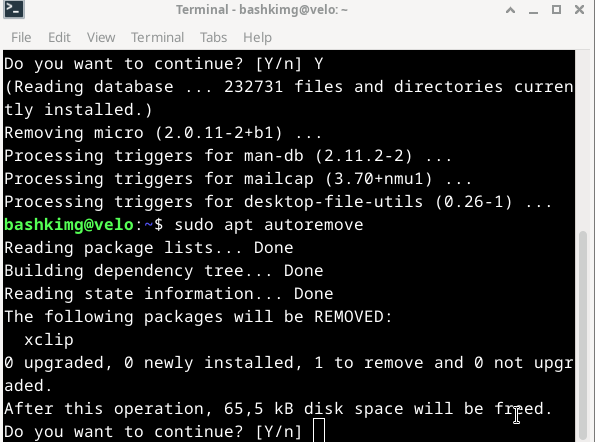 Terminal - bashkimg@velo: ~
File Edit View Terminal Tabs Help
Do you want to continue? [Y/n] Y
(Reading database ... 232731 files and directories curren
tly installed.)
Removing micro (2.0.11-2+b1) ...
Processing triggers for man-db (2.11.2-2) ...
Processing triggers for mailcap (3.70+nmu1) ...
Processing triggers for desktop-file-utils (0.26-1) ...
bashkimg@velo:~$ sudo apt autoremove
Reading package lists... Done
Building dependency tree... Done
Reading state information... Done
The following packages will be REMOVED:
  xclip
0 upgraded, 0 newly installed, 1 to remove and 0 not upgr
aded.
After this operation, 65,5 kB disk space will be freed.
Do you want to continue? [Y/n]